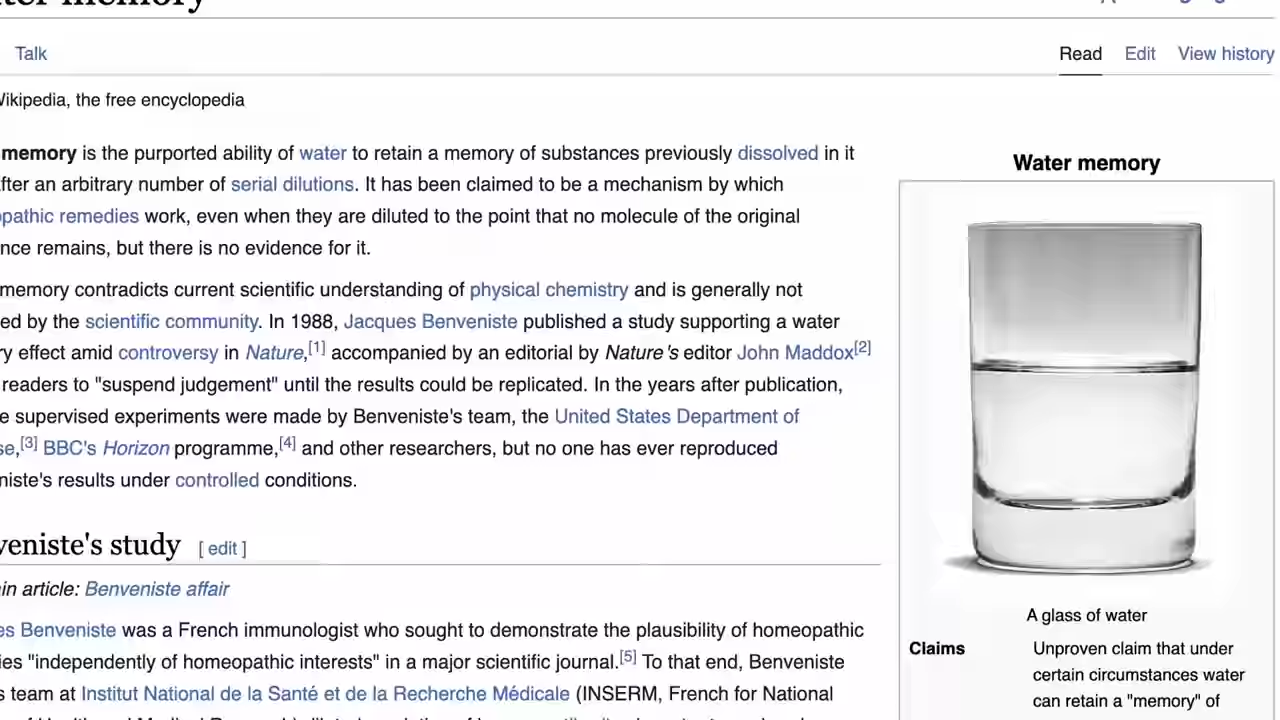 Talk
Read Edit View history
Wikipedia, the free encyclopedia
memory is the purported ability of water to retain a memory of substances previously dissolved in it
fter an arbitrary number of serial dilutions. It has been claimed to be a mechanism by which
pathic remedies work, even when they are diluted to the point that no molecule of the original
nce remains, but there is no evidence for it.
memory contradicts current scientific understanding of physical chemistry and is generally not
ed by the scientific community. In 1988, Jacques Benveniste published a study supporting a water
ry effect amid controversy in Nature,[1] accompanied by an editorial by Nature's editor John Maddox[2]
readers to "suspend judgement" until the results could be replicated. In the years after publication,
e supervised experiments were made by Benveniste's team, the United States Department of
se,[3] BBC's Horizon programme,[4] and other researchers, but no one has ever reproduced
niste's results under controlled conditions.
veniste's study [ edit ]
in article: Benveniste affair
es Benveniste was a French immunologist who sought to demonstrate the plausibility of homeopathic
ies "independently of homeopathic interests" in a major scientific journal.[5] To that end, Benveniste
s team at Institut National de la Santé et de la Recherche Médicale (INSERM, French for National
Water memory
A glass of water
Claims Unproven claim that under
certain circumstances water
can retain a "memory" of